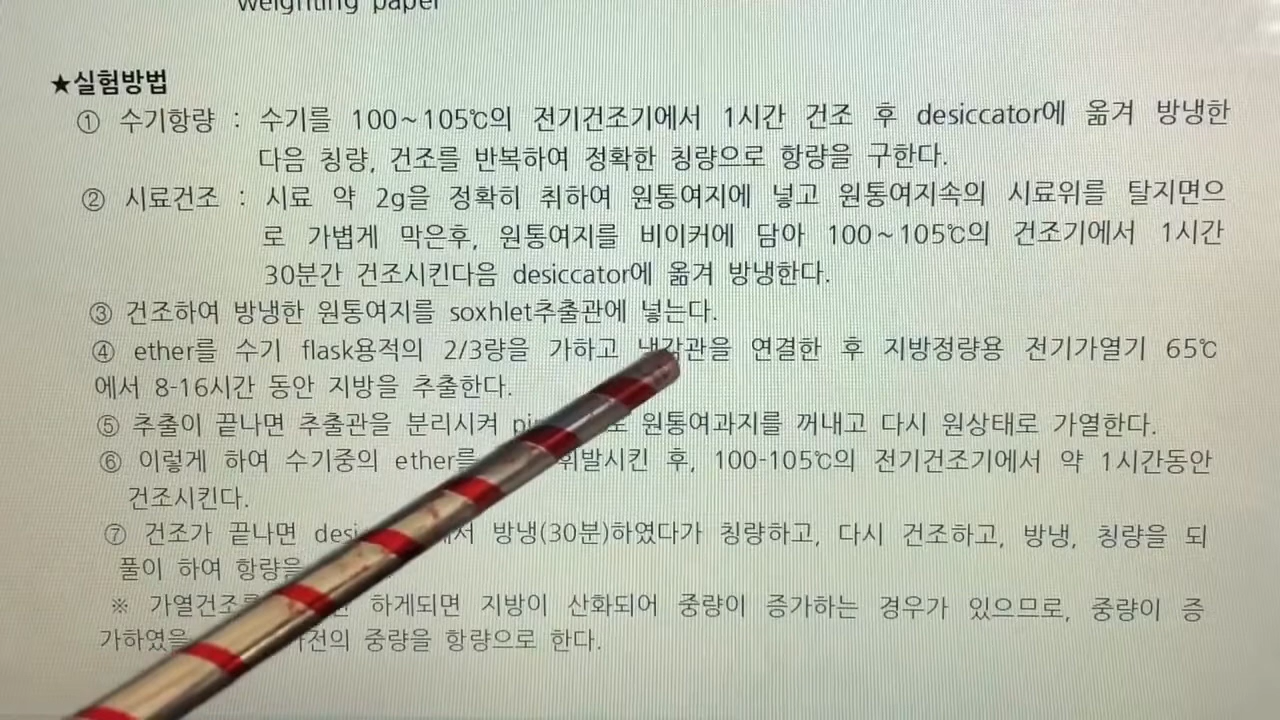 weighting paper
★실험방법
① 수기항량 : 수기를 100~105℃의 전기건조기에서 1시간 건조 후 desiccator에 옮겨 방냉한
다음 칭량, 건조를 반복하여 정확한 칭량으로 항량을 구한다.
② 시료건조 : 시료 약 2g을 정확히 취하여 원통여지에 넣고 원통여지속의 시료위를 탈지면으
로 가볍게 막은후, 원통여지를 비이커에 담아 100~105℃의 건조기에서 1시간
30분간 건조시킨다음 desiccator에 옮겨 방냉한다.
③ 건조하여 방냉한 원통여지를 soxhlet추출관에 넣는다.
④ ether를 수기 flask용적의 2/3량을 가하고 냉각관을 연결한 후 지방정량용 전기가열기 65℃
에서 8-16시간 동안 지방을 추출한다.
⑤ 추출이 끝나면 추출관을 분리시켜 원통여과지를 꺼내고 다시 원상태로 가열한다.
⑥ 이렇게 하여 수기중의 ether를 휘발시킨 후, 100-105℃의 전기건조기에서 약 1시간동안
건조시킨다.
⑦ 건조가 끝나면 방냉(30분)하였다가 칭량하고, 다시 건조하고, 방냉, 칭량을 되
풀이 하여 항량을
※ 하게되면 지방이 산화되어 중량이 증가하는 경우가 있으므로, 중량이 증
가하였을 중량을 항량으로 한다.